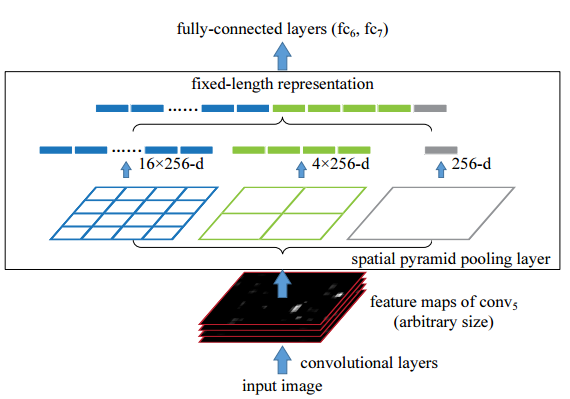 fully-connected layers (fc₆, fc₇)
fixed-length representation
......
......
16×256-d
4×256-d
256-d
spatial pyramid pooling layer
feature maps of conv₅
(arbitrary size)
convolutional layers
input image